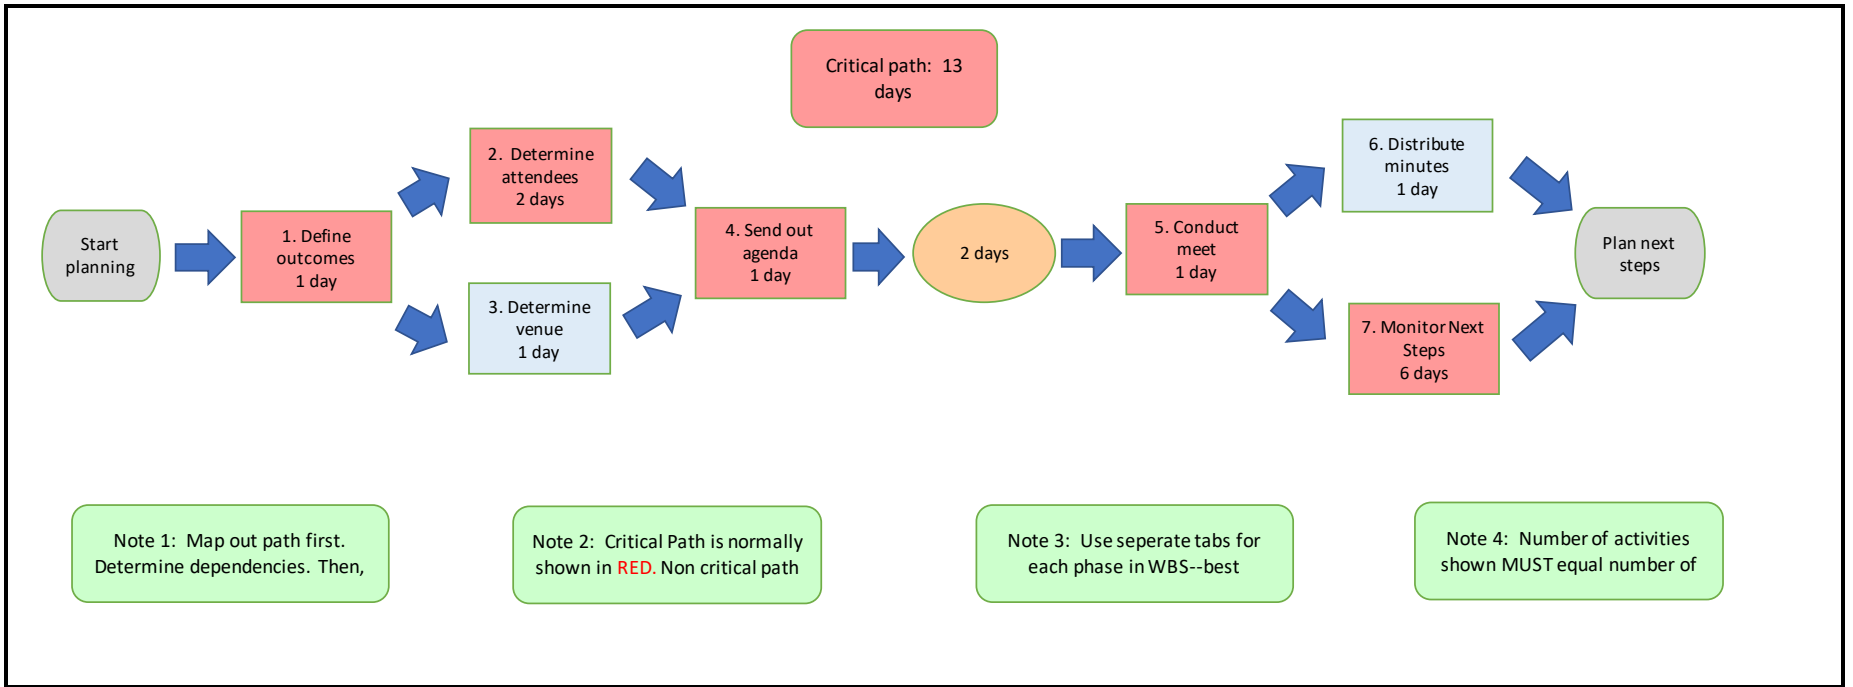 Critical path:  13
days
Start
planning
1. Define
outcomes
1 day
2.  Determine
attendees
2 days
3. Determine
venue
1 day
4. Send out
agenda
1 day
2 days
5. Conduct
meet
1 day
6. Distribute
minutes
1 day
7. Monitor Next
Steps
6 days
Plan next
steps
Note 1:  Map out path first.
Determine dependencies.  Then,
Note 2:  Critical Path is normally
shown in RED. Non critical path
Note 3:  Use seperate tabs for
each phase in WBS--best
Note 4:  Number of activities
shown MUST equal number of